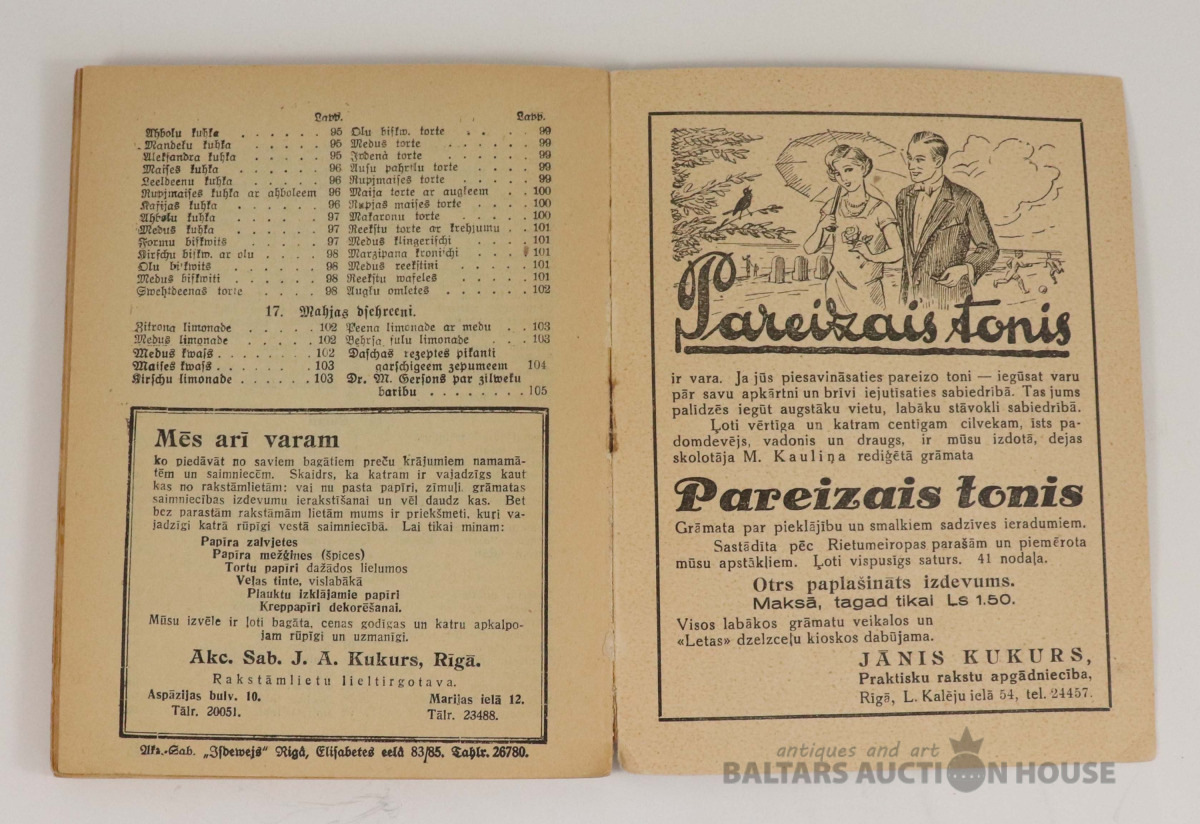 Lapp.
Ahbolu kuhka . . . . . . 95
Mandelu kuhka . . . . . 95
Aleksandra kuhka . . . . . 95
Maises kuhka . . . . . . 96
Leeldeenu kuhka . . . . . 96
Rupjmaises kuhka ar ahboleem 96
Kafijas kuhka . . . . . . 96
Ahbolu kuhka . . . . . . 97
Medus kuhka . . . . . . 97
Formu biskwits . . . . . 97
Kirschu biskw. ar olu . . . . 98
Olu biskwits . . . . . . 98
Medus biskwiti . . . . . 98
Swehtdeenas torte . . . . 98
Lapp.
Olu biskw. torte . . . . 99
Medus torte . . . . . . 99
Irdenā torte . . . . . . 99
Ausu pahrslu torte . . . . 99
Rupjmaises torte . . . . . 99
Maija torte ar augleem . . 100
Rupjas maises torte . . . 100
Makaronu torte . . . . . 100
Reekstu torte ar krehjumu . . 101
Medus klingerischi . . . . 101
Marzipana kronischi . . . 101
Medus reekstini . . . . . 101
Reekstu wafeles . . . . . 101
Auglu omletes . . . . . . 102
17. Mahjas dsehreeni.
Zitrona limonade . . . . 102
Medus limonade . . . . 102
Medus kwass . . . . . . . 102
Maises kwass . . . . . . 103
Kirschu limonade . . . . 103
Peena limonade ar medu . . 103
Behrsa sulu limonade . . . 103
Daschas rezeptes pikanti
garschigeem zepumeem 104
Dr. M. Gersons par zilweku
baribu . . . . . . . . 105
Mēs arī varam
ko piedāvāt no saviem bagātiem preču krājumiem namamā-
tēm un saimniecēm. Skaidrs, ka katram ir vajadzīgs kaut
kas no rakstāmlietām: vai nu pasta papīri, zīmuļi, grāmatas
saimniecības izdevumu ierakstīšanai un vēl daudz kas. Bet
bez parastām rakstāmām lietām mums ir priekšmeti, kuri va-
jadzīgi katrā rūpīgi vestā saimniecībā. Lai tikai minam:
Papīra zalvjetes
Papīra mežģines (špices)
Tortu papīri dažādos lielumos
Veļas tinte, vislabākā
Plauktu izklājamie papīri
Kreppapīri dekorēšanai.
Mūsu izvēle ir ļoti bagāta, cenas godīgas un katru apkalpo-
jam rūpīgi un uzmanīgi.
Akc. Sab. J. A. Kukurs, Rīgā.
Rakstāmlietu lieltirgotava.
Aspāzijas bulv. 10.
Tālr. 20051.
Marijas ielā 12.
Tālr. 23488.
Akz.-Sab. „Isdewejs“ Rigā, Elisabetes eelā 83/85. Tahlr. 26780.
Pareizais tonis
ir vara. Ja jūs piesavināsaties pareizo toni — iegūsat varu
pār savu apkārtni un brīvi iejutīsaties sabiedrībā. Tas jums
palīdzēs iegūt augstāku vietu, labāku stāvokli sabiedrībā.
Ļoti vērtīga un katram centīgam cilvekam, īsts pa-
domdevējs, vadonis un draugs, ir mūsu izdotā, dejas
skolotāja M. Kauliņa rediģētā grāmata
Pareizais tonis
Grāmata par pieklājību un smalkiem sadzīves ieradumiem.
Sastādīta pēc Rietumeiropas parašām un piemērota
mūsu apstākļiem. Ļoti vispusīgs saturs. 41 nodaļa.
Otrs paplašināts izdevums.
Maksā, tagad tikai Ls 1.50.
Visos labākos grāmatu veikalos un
«Letas» dzelzceļu kioskos dabūjama.
JĀNIS KUKURS,
Praktisku rakstu apgādniecība,
Rīgā, L. Kalēju ielā 54, tel. 24457.
antiques and art
BALTARS AUCTION HOUSE